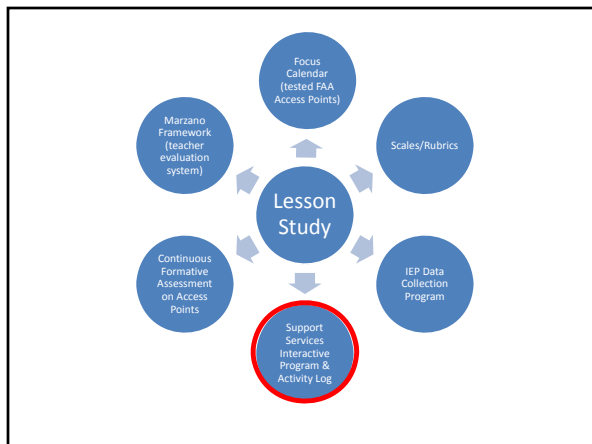 Focus
Calendar
(tested FAA
Access Points)
Marzano
Framework
(teacher
evaluation
system)
Scales/Rubrics
Lesson
Study
Continuous
Formative
Assessment
on Access
Points
IEP Data
Collection
Program
Support
Services
Interactive
Program &
Activity Log